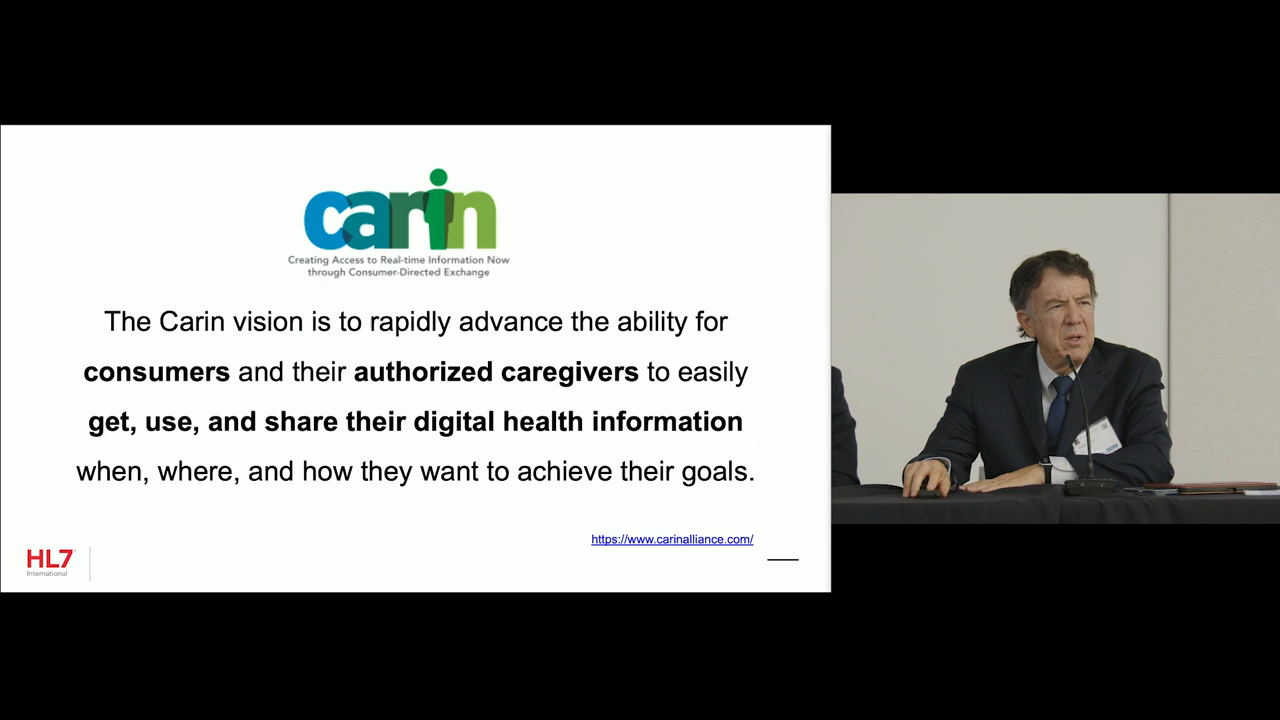 carin
Creating Access to Real-time Information Now
through Consumer-Directed Exchange
The Carin vision is to rapidly advance the ability for
consumers and their authorized caregivers to easily
get, use, and share their digital health information
when, where, and how they want to achieve their goals.
https://www.carinalliance.com/
HL7
International